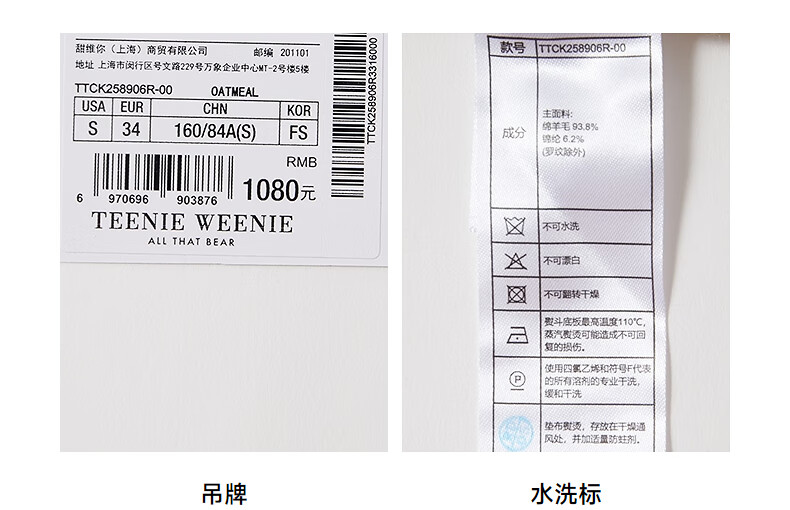 甜维你（上海）商贸有限公司 邮编 201101
地址 上海市闵行区号文路229号万象企业中心MT-2号楼5楼
TTCK258906R-00 OATMEAL
USA EUR CHN KOR
S 34 160/84A(S) FS
RMB
1080元
6 970696 903876
TEENIE WEENIE
ALL THAT BEAR
TTCK258906R3316000
吊牌
款号 TTCK258906R-00
成分
主面料:
绵羊毛 93.8%
锦纶 6.2%
(罗纹除外)
不可水洗
不可漂白
不可翻转干燥
熨斗底板最高温度110℃,
蒸汽熨烫可能造成不可回
复的损伤。
P
使用四氯乙烯和符号F代表
的所有溶剂的专业干洗,
缓和干洗
垫布熨烫，存放在干燥通
风处，并加适量防蛀剂.
水洗标